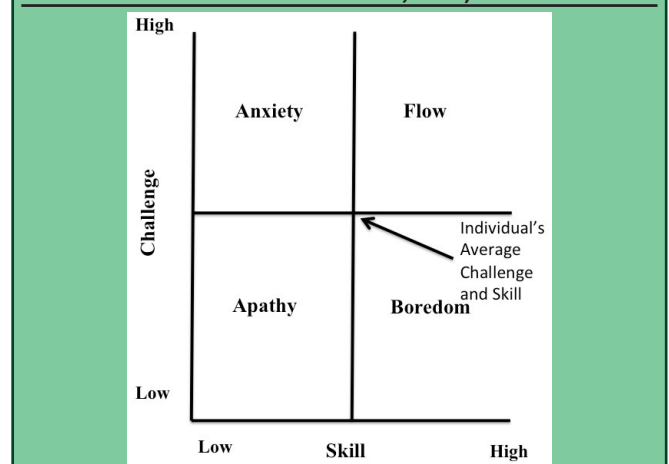 High
Anxiety Flow
Challenge
Individual's
Average
Challenge
and Skill
Apathy Boredom
Low
Low Skill High